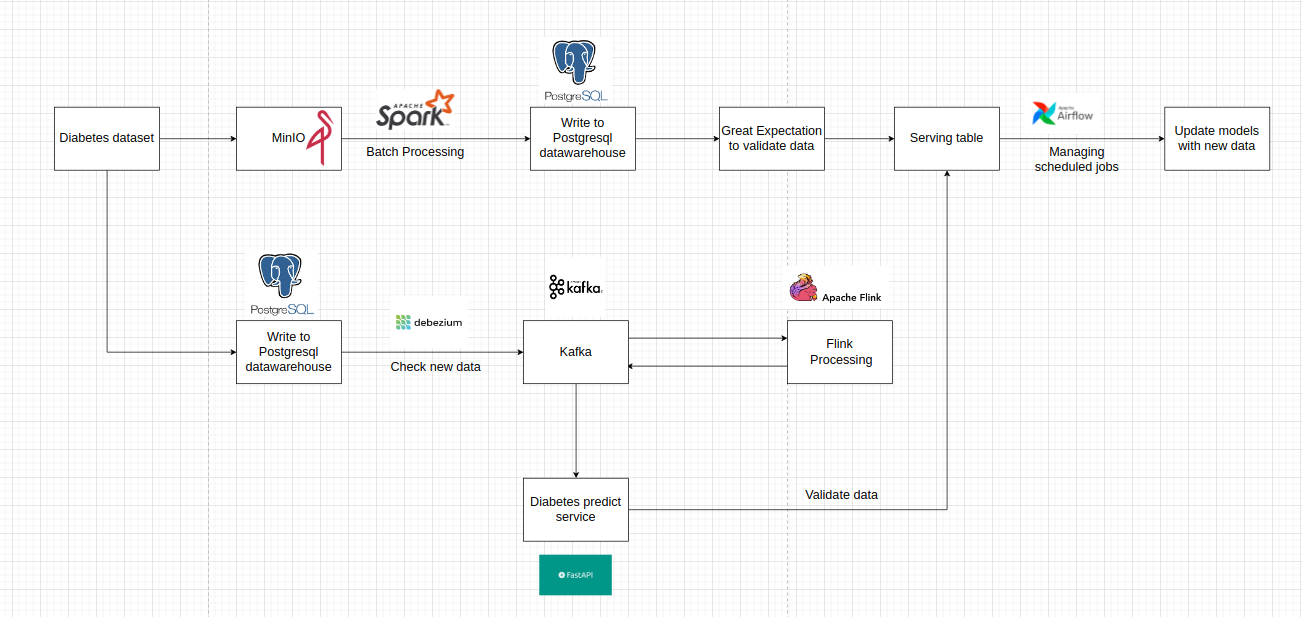 PostgreSQL
Diabetes dataset
MinIO
APACHE
Spark
Batch Processing
Write to
Postgresql
datawarehouse
Great Expectation
to validate data
Serving table
Apache
Airflow
Managing
scheduled jobs
Update models
with new data
PostgreSQL
Write to
Postgresql
datawarehouse
debezium
Check new data
kafka
Kafka
Apache Flink
Flink
Processing
Diabetes predict
service
Validate data
FastAPI